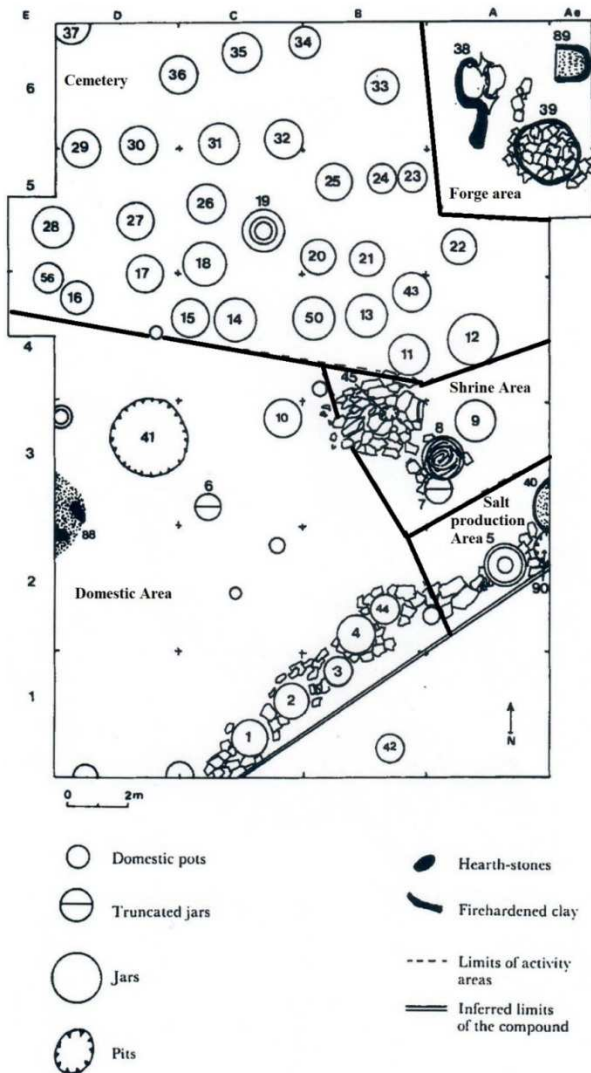 E D C B A Ae
37
35
34
36
Cemetery
33
6
38
89
39
29 30 31 32
25 24 23
5
Forge area
28 27 26 19
22
20 21
56 16 17 18
43
15 14 50 13
12
11
4
45
Shrine Area
10
9
8
41
3
7
6
40
Salt
production
Area 5
88
Domestic Area
2
90
44
4
3
1
2
1
42
N
0 2m
Domestic pots
Truncated jars
Jars
Pits
Hearth-stones
Firehardened clay
Limits of activity
areas
Inferred limits
of the compound